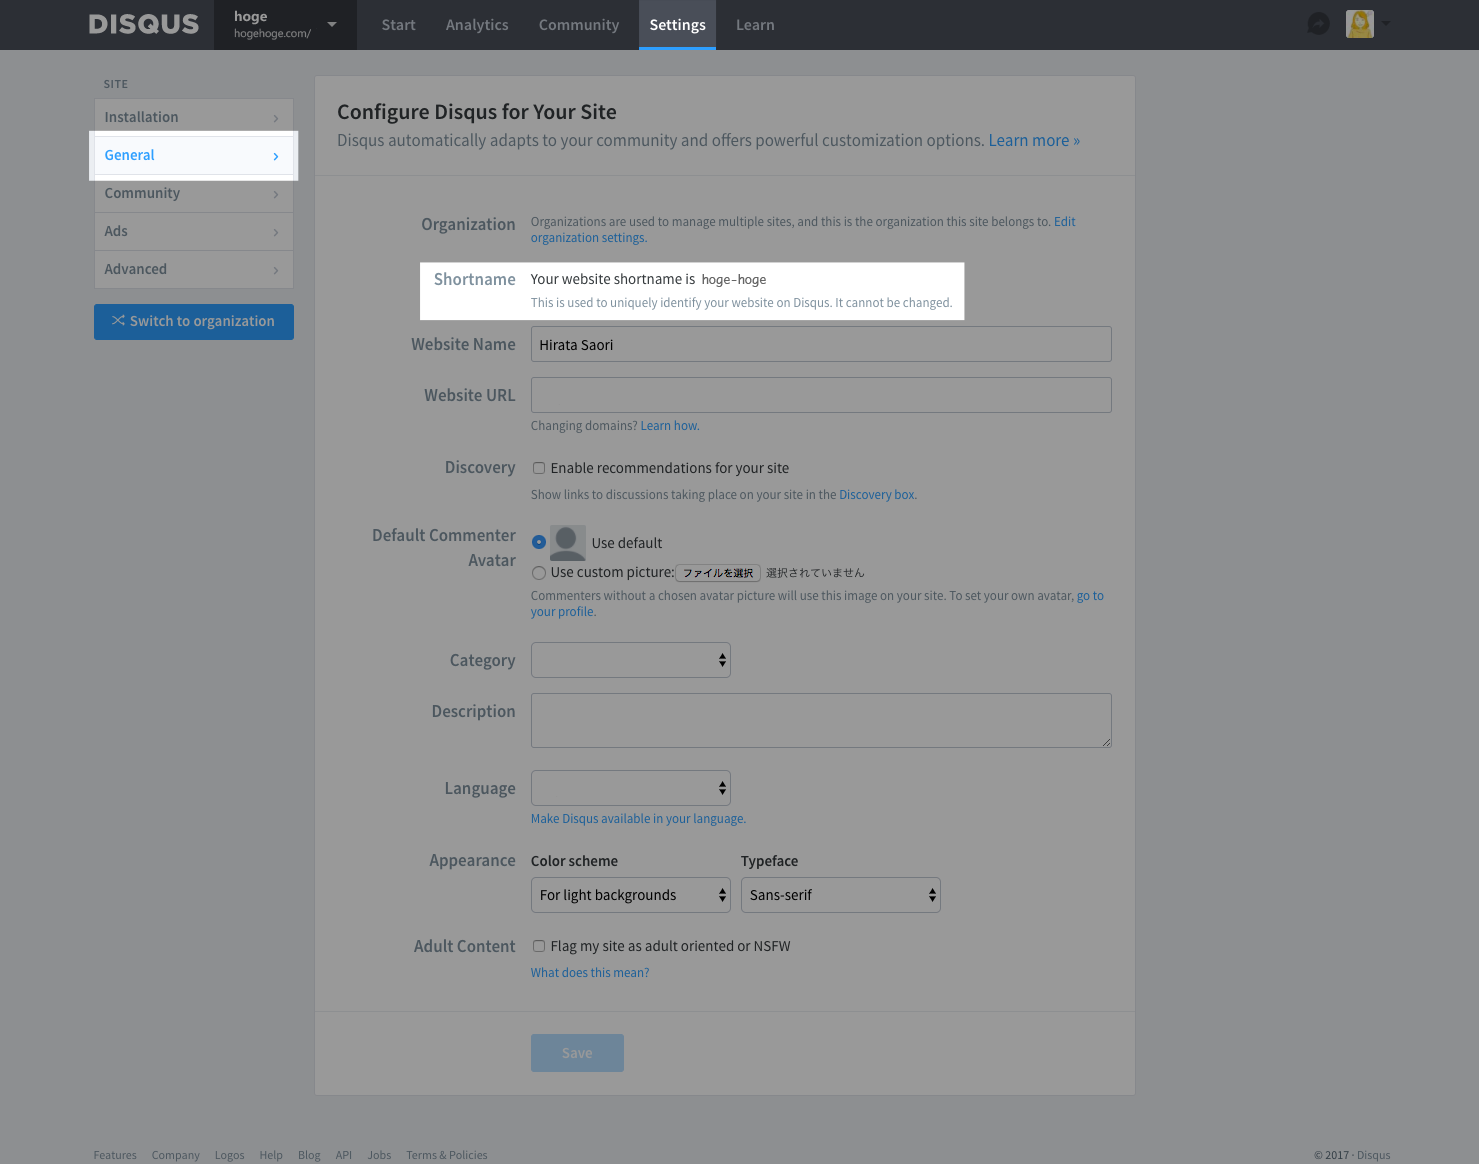 DISQUS
hoge
hogehoge.com/
Start
Analytics
Community
Settings
Learn
SITE
Installation
General
Community
Ads
Advanced
Switch to organization
Configure Disqus for Your Site
Disqus automatically adapts to your community and offers powerful customization options. Learn more »
Organization
Organizations are used to manage multiple sites, and this is the organization this site belongs to. Edit
organization settings.
Shortname
Your website shortname is hoge-hoge
This is used to uniquely identify your website on Disqus. It cannot be changed.
Website Name
Hirata Saori
Website URL
Changing domains? Learn how.
Discovery
Enable recommendations for your site
Show links to discussions taking place on your site in the Discovery box.
Default Commenter
Avatar
Use default
Use custom picture: ファイルを選択 選択されていません
Commenters without a chosen avatar picture will use this image on your site. To set your own avatar, go to
your profile.
Category
Description
Language
Make Disqus available in your language.
Appearance
Color scheme
Typeface
For light backgrounds
Sans-serif
Adult Content
Flag my site as adult oriented or NSFW
What does this mean?
Save
Features Company Logos Help Blog API Jobs Terms & Policies
© 2017 · Disqus